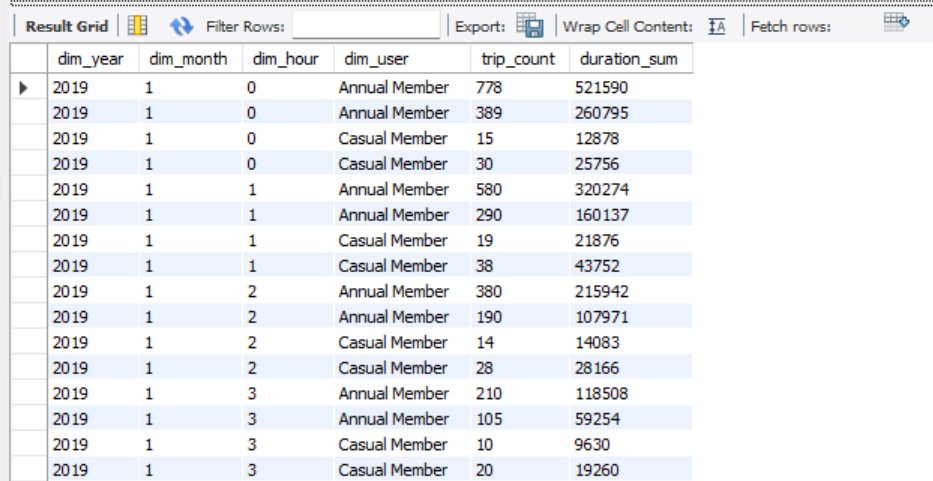 Result Grid Filter Rows: Export: Wrap Cell Content: IA Fetch rows:
dim_year dim_month dim_hour dim_user trip_count duration_sum
2019 1 0 Annual Member 778 521590
2019 1 0 Annual Member 389 260795
2019 1 0 Casual Member 15 12878
2019 1 0 Casual Member 30 25756
2019 1 1 Annual Member 580 320274
2019 1 1 Annual Member 290 160137
2019 1 1 Casual Member 19 21876
2019 1 1 Casual Member 38 43752
2019 1 2 Annual Member 380 215942
2019 1 2 Annual Member 190 107971
2019 1 2 Casual Member 14 14083
2019 1 2 Casual Member 28 28166
2019 1 3 Annual Member 210 118508
2019 1 3 Annual Member 105 59254
2019 1 3 Casual Member 10 9630
2019 1 3 Casual Member 20 19260